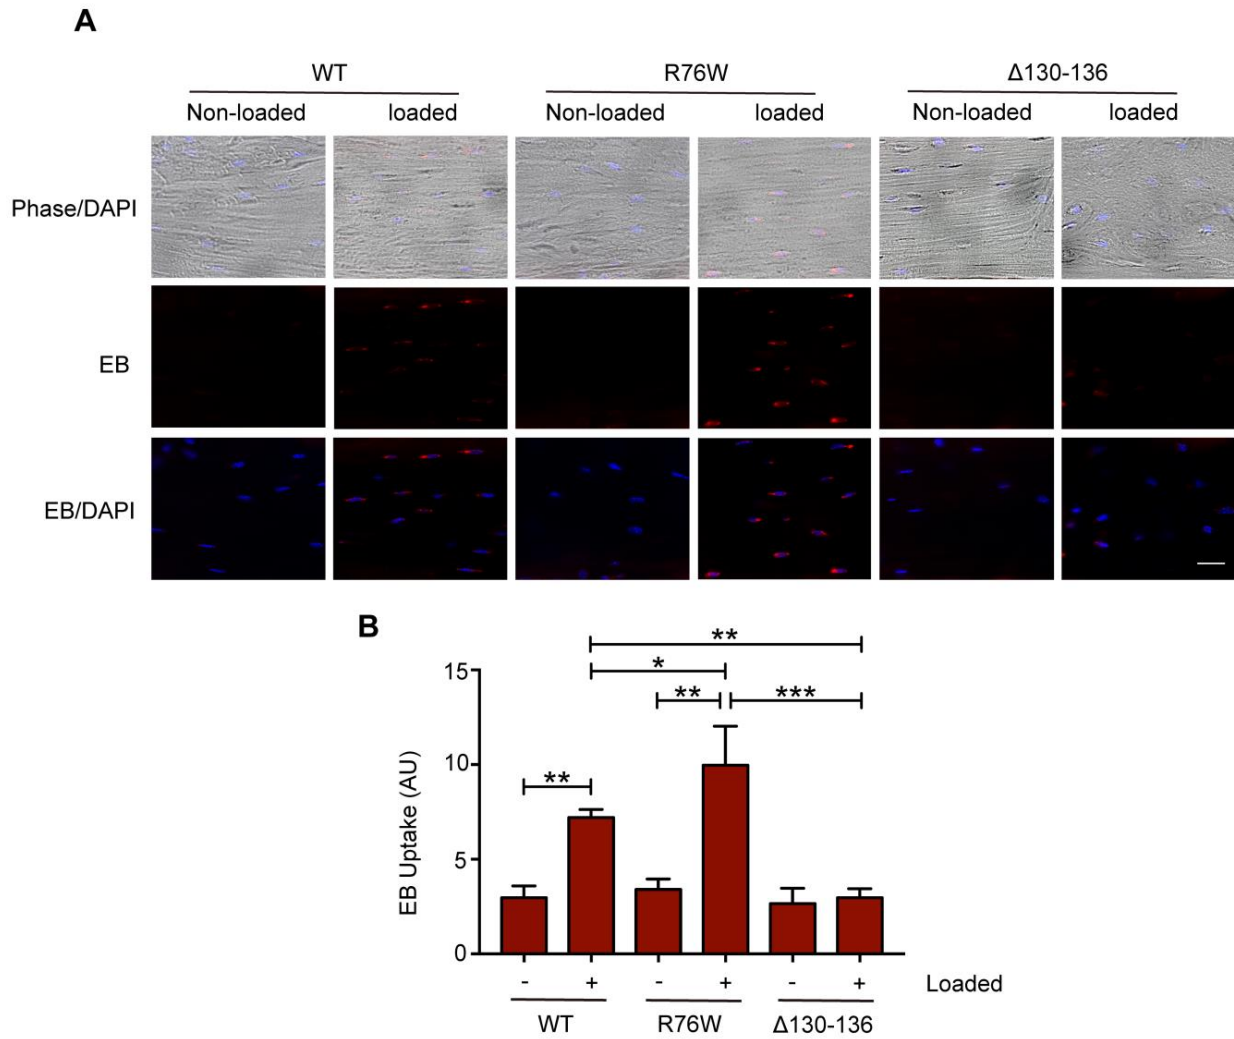 A
WT R76W Δ130-136
Non-loaded loaded Non-loaded loaded Non-loaded loaded
Phase/DAPI
EB
EB/DAPI
B
**
*
** ***
**
15
10
5
0
EB Uptake (AU)
- + - + - + Loaded
WT R76W Δ130-136